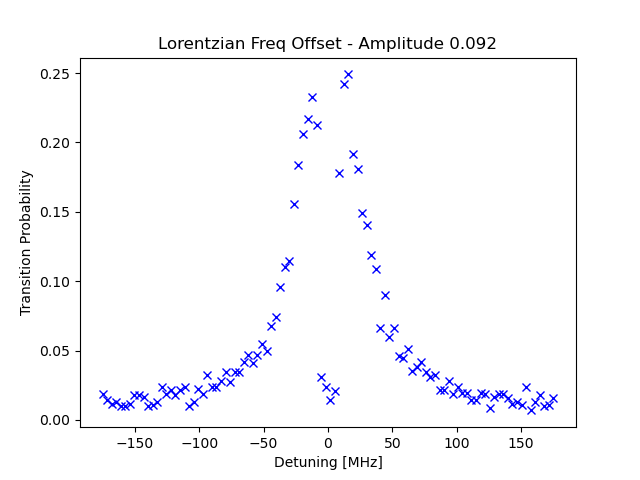 Lorentzian Freq Offset - Amplitude 0.092
Transition Probability
0.25
0.20
0.15
0.10
0.05
0.00
−150 −100 −50 0 50 100 150
Detuning [MHz]